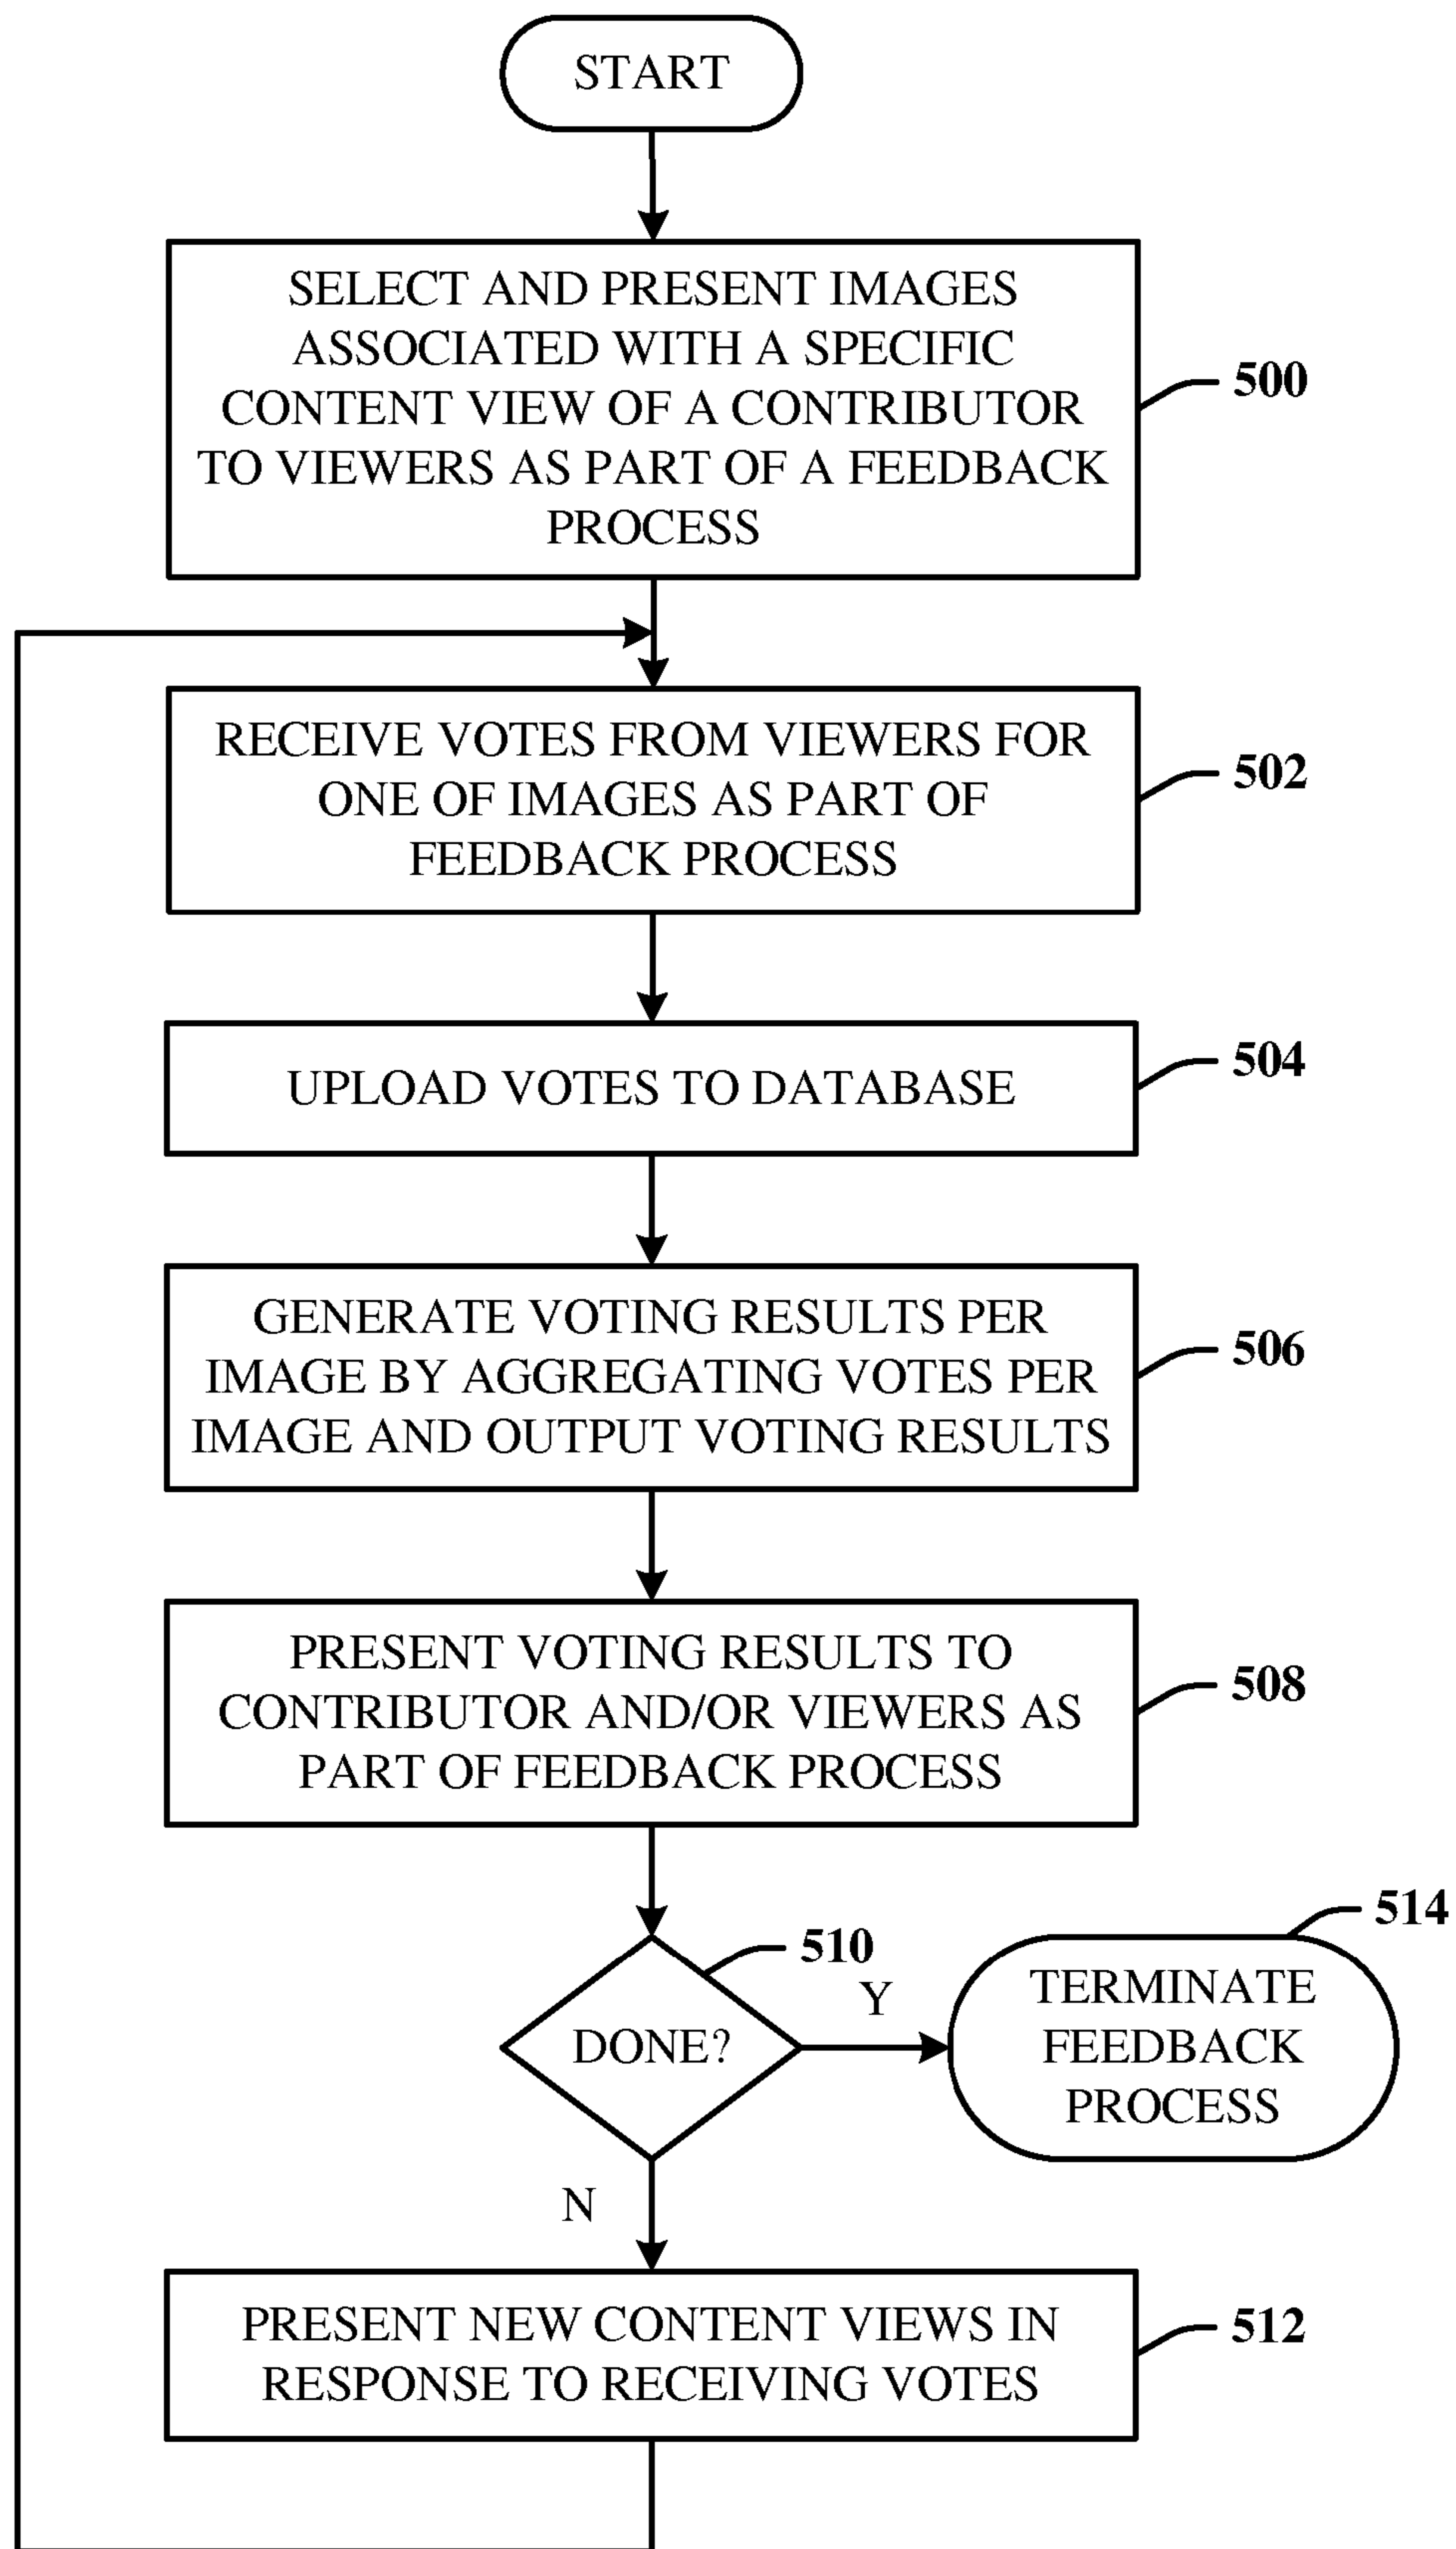 START
SELECT AND PRESENT IMAGES
ASSOCIATED WITH A SPECIFIC
CONTENT VIEW OF A CONTRIBUTOR
TO VIEWERS AS PART OF A FEEDBACK
PROCESS
500
RECEIVE VOTES FROM VIEWERS FOR
ONE OF IMAGES AS PART OF
FEEDBACK PROCESS
502
UPLOAD VOTES TO DATABASE
504
GENERATE VOTING RESULTS PER
IMAGE BY AGGREGATING VOTES PER
IMAGE AND OUTPUT VOTING RESULTS
506
PRESENT VOTING RESULTS TO
CONTRIBUTOR AND/OR VIEWERS AS
PART OF FEEDBACK PROCESS
508
DONE?
510
Y
TERMINATE
FEEDBACK
PROCESS
514
N
PRESENT NEW CONTENT VIEWS IN
RESPONSE TO RECEIVING VOTES
512